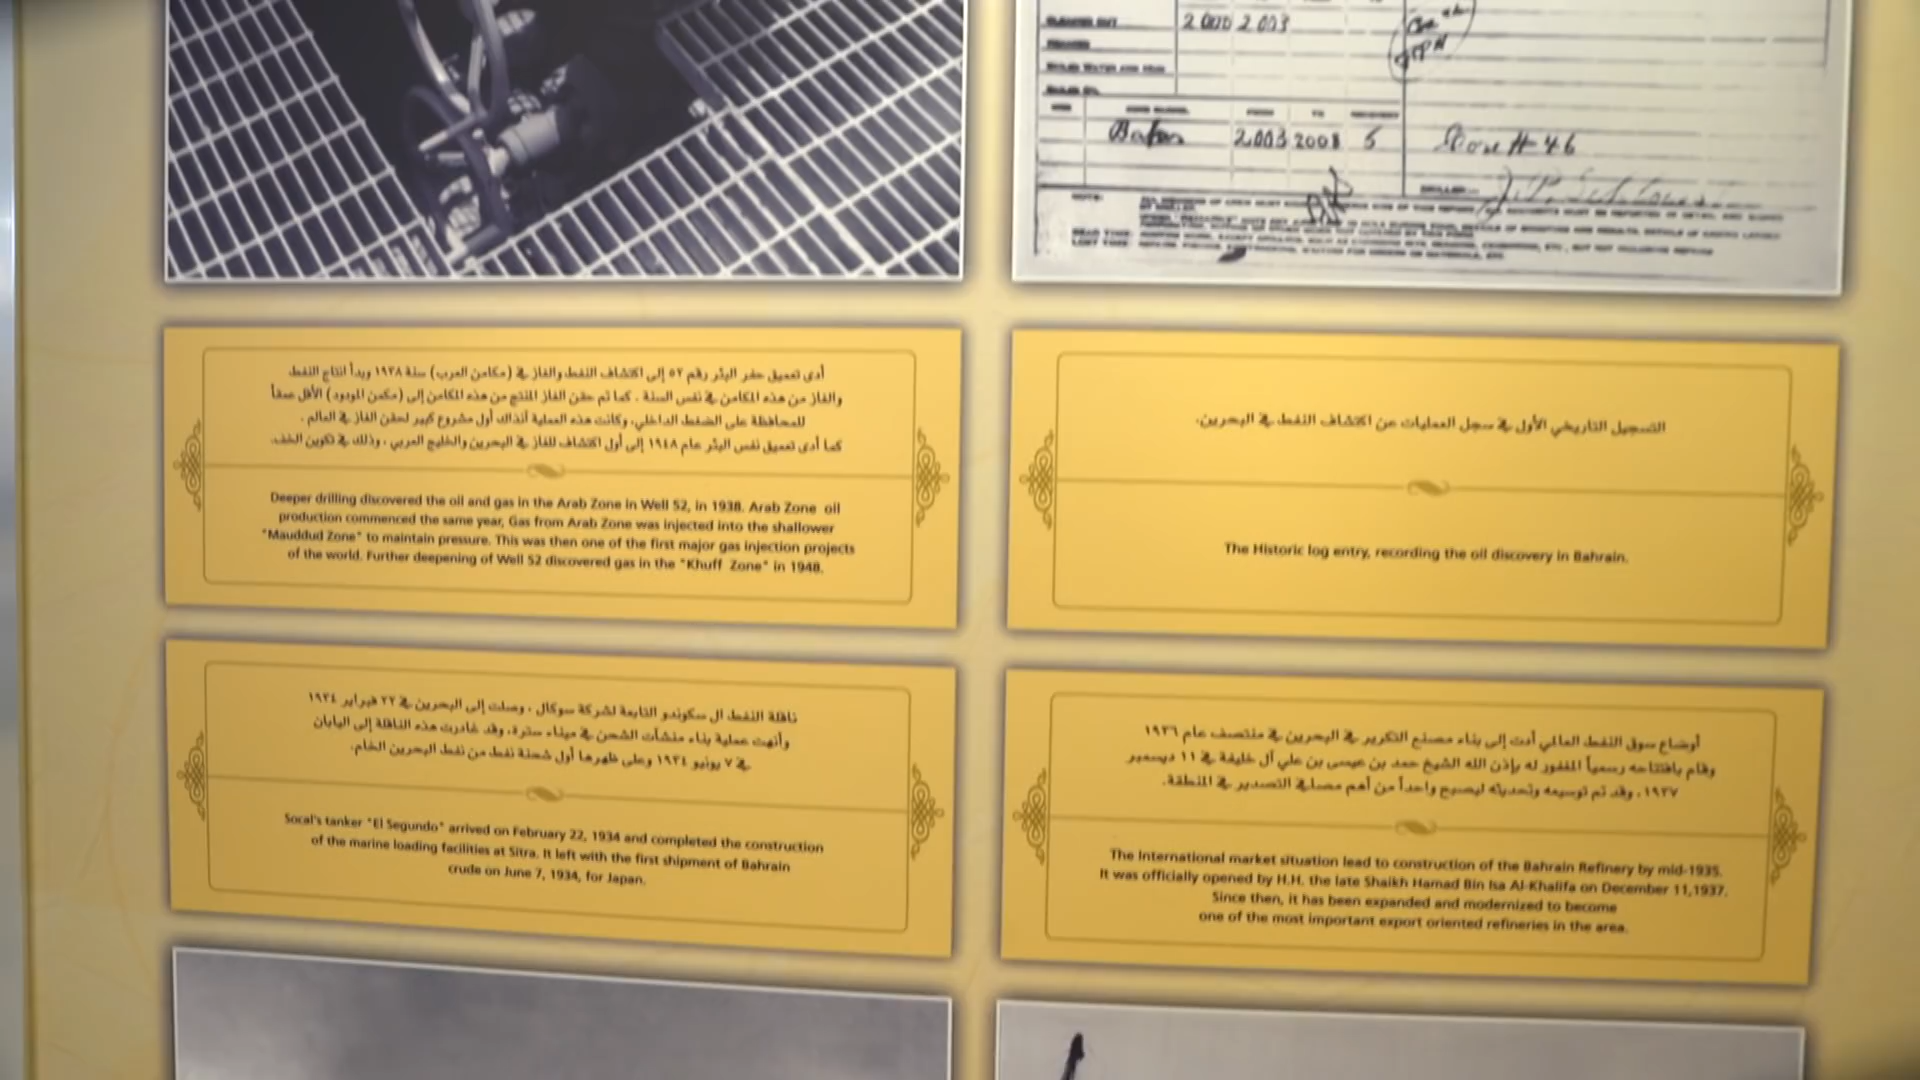 2000 2003
2003 2008 5 Core # 46
NOTE:
أدى تعميق حفر البئر رقم ٥٢ إلى اكتشاف النفط والغاز في (مكامن العرب) سنة ١٩٣٨ وبدأ انتاج النفط
والغاز من هذه المكامن في نفس السنة . كما تم حقن الغاز المنتج من هذه المكامن إلى (مكمن المودود) الأقل عمقاً
للمحافظة على الضغط الداخلي، وكانت هذه العملية آنذاك أول مشروع كبير لحقن الغاز في العالم .
كما أدى تعميق نفس البئر عام ١٩٤٨ إلى أول اكتشاف للغاز في البحرين والخليج العربي ، وذلك في تكوين الخف.
Deeper drilling discovered the oil and gas in the Arab Zone in Well 52, in 1938. Arab Zone oil
production commenced the same year, Gas from Arab Zone was injected into the shallower
"Mauddud Zone" to maintain pressure. This was then one of the first major gas injection projects
of the world. Further deepening of Well 52 discovered gas in the "Khuff Zone" in 1948.
التسجيل التاريخي الأول في سجل العمليات عن اكتشاف النفط في البحرين.
The Historic log entry, recording the oil discovery in Bahrain.
ناقلة النفط ال سكوندو التابعة لشركة سوكال ، وصلت إلى البحرين في ٢٢ فبراير ١٩٣٤
وأنهت عملية بناء منشآت الشحن في ميناء سترة، وقد غادرت هذه الناقلة إلى اليابان
في ٧ يونيو ١٩٣٤ وعلى ظهرها أول شحنة نفط من نفط البحرين الخام.
Socal's tanker "El Segundo" arrived on February 22, 1934 and completed the construction
of the marine loading facilities at Sitra. It left with the first shipment of Bahrain
crude on June 7, 1934, for Japan.
أوضاع سوق النفط العالمي أدت إلى بناء مصنع التكرير في البحرين في منتصف عام ١٩٣٦
وقام بافتتاحه رسمياً المغفور له بإذن الله الشيخ حمد بن عيسى بن علي آل خليفة في ١١ ديسمبر
١٩٣٧ ، وقد تم توسيعه وتحديثه ليصبح واحداً من أهم مصافي التصدير في المنطقة.
The International market situation lead to construction of the Bahrain Refinery by mid-1935.
It was officially opened by H.H. the late Shaikh Hamad Bin Isa Al-Khalifa on December 11,1937.
Since then, it has been expanded and modernized to become
one of the most important export oriented refineries in the area.